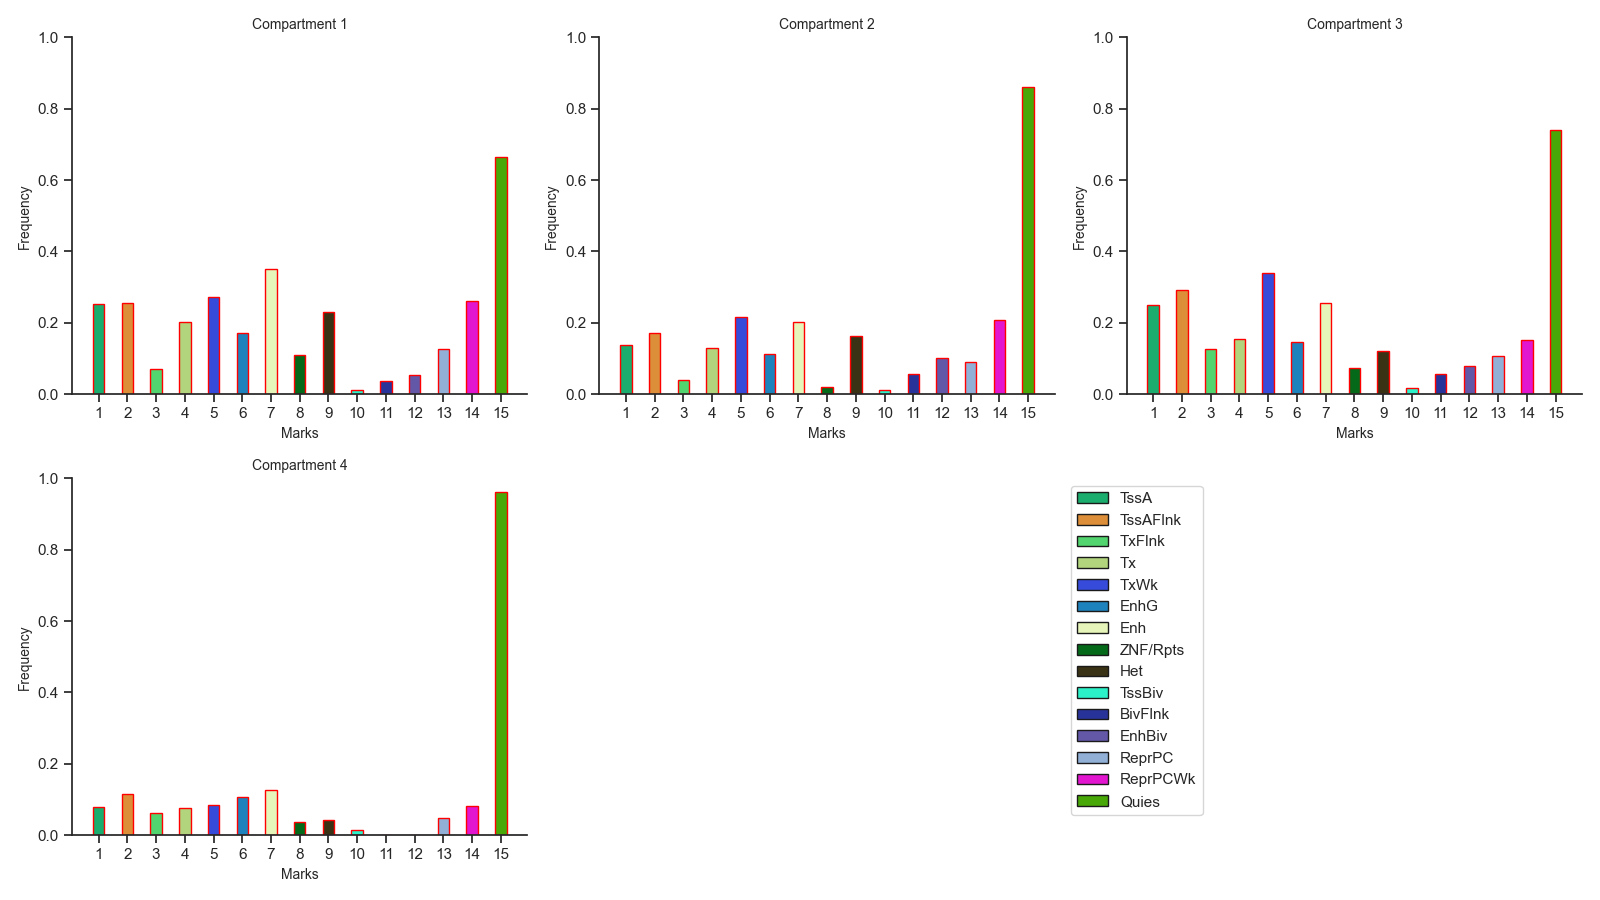 Compartment 1
1.0
0.8
0.6
0.4
0.2
0.0
Frequency
1 2 3 4 5 6 7 8 9 10 11 12 13 14 15
Marks
Compartment 2
1.0
0.8
0.6
0.4
0.2
0.0
Frequency
1 2 3 4 5 6 7 8 9 10 11 12 13 14 15
Marks
Compartment 3
1.0
0.8
0.6
0.4
0.2
0.0
Frequency
1 2 3 4 5 6 7 8 9 10 11 12 13 14 15
Marks
Compartment 4
1.0
0.8
0.6
0.4
0.2
0.0
Frequency
1 2 3 4 5 6 7 8 9 10 11 12 13 14 15
Marks
TssA
TssAFlnk
TxFlnk
Tx
TxWk
EnhG
Enh
ZNF/Rpts
Het
TssBiv
BivFlnk
EnhBiv
ReprPC
ReprPCWk
Quies